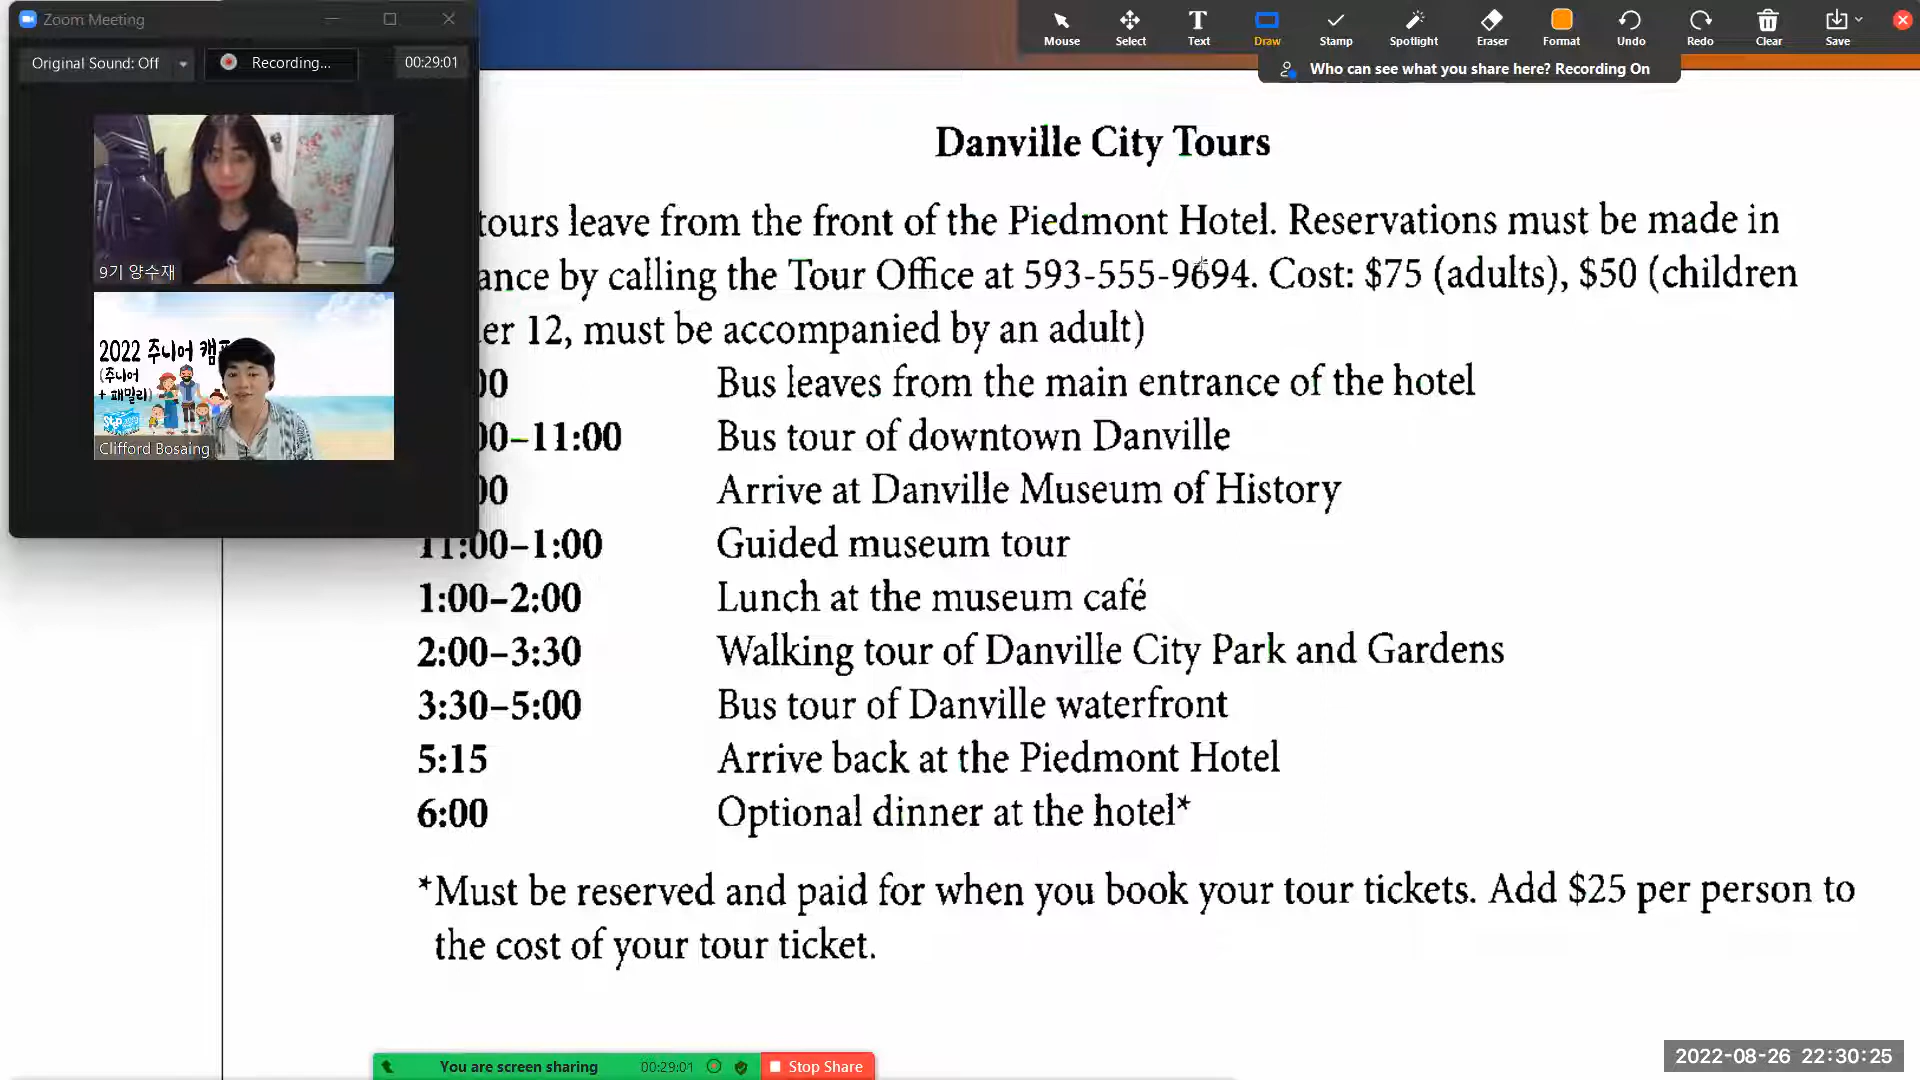 Zoom Meeting
Original Sound: Off
Recording...
00:29:01
9기 양수재
2022 주니어 캠프
(주니어
+ 패밀리)
Clifford Bosaing
Mouse
Select
Text
Draw
Stamp
Spotlight
Eraser
Format
Undo
Redo
Clear
Save
Who can see what you share here? Recording On
Danville City Tours
tours leave from the front of the Piedmont Hotel. Reservations must be made in
ance by calling the Tour Office at 593-555-9694. Cost: $75 (adults), $50 (children
er 12, must be accompanied by an adult)
00 Bus leaves from the main entrance of the hotel
00–11:00 Bus tour of downtown Danville
00 Arrive at Danville Museum of History
11:00–1:00 Guided museum tour
1:00–2:00 Lunch at the museum café
2:00–3:30 Walking tour of Danville City Park and Gardens
3:30–5:00 Bus tour of Danville waterfront
5:15 Arrive back at the Piedmont Hotel
6:00 Optional dinner at the hotel*
*Must be reserved and paid for when you book your tour tickets. Add $25 per person to
the cost of your tour ticket.
You are screen sharing
00:29:01
Stop Share
2022-08-26 22:30:25